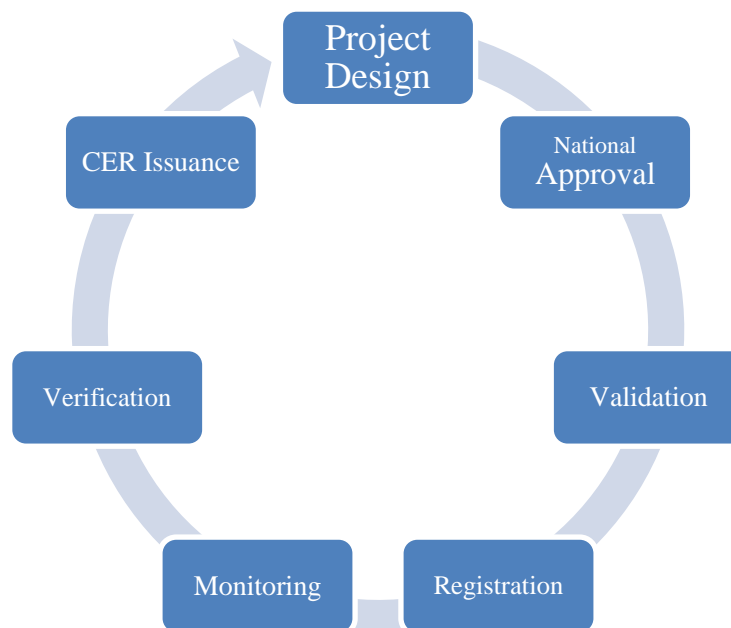 Project
Design
National
Approval
Validation
Registration
Monitoring
Verification
CER Issuance